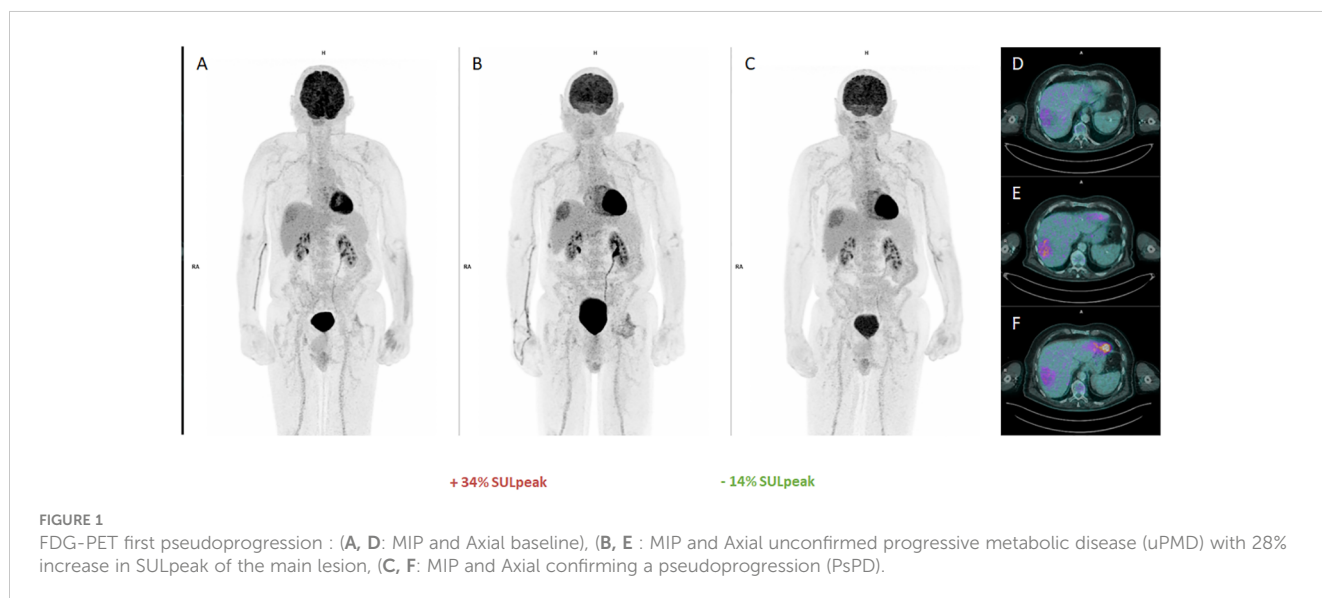 H
H
H
A
B
C
D
E
F
A
A
A
RA
RA
RA
+ 34% SULpeak
- 14% SULpeak
FIGURE 1
FDG-PET first pseudoprogression : (A, D: MIP and Axial baseline), (B, E : MIP and Axial unconfirmed progressive metabolic disease (uPMD) with 28%
increase in SULpeak of the main lesion, (C, F: MIP and Axial confirming a pseudoprogression (PsPD).